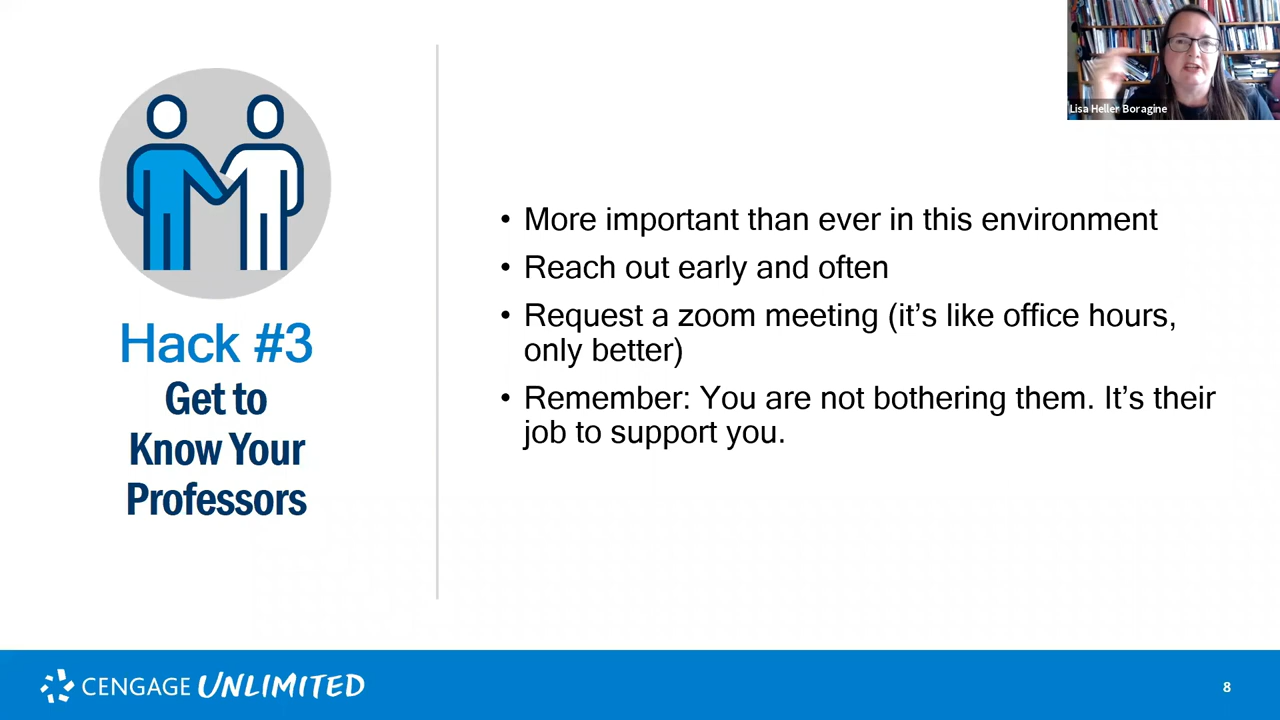 Lisa Heller Boragine
Hack #3
Get to
Know Your
Professors
• More important than ever in this environment
• Reach out early and often
• Request a zoom meeting (it’s like office hours,
only better)
• Remember: You are not bothering them. It’s their
job to support you.
CENGAGE UNLIMITED
8